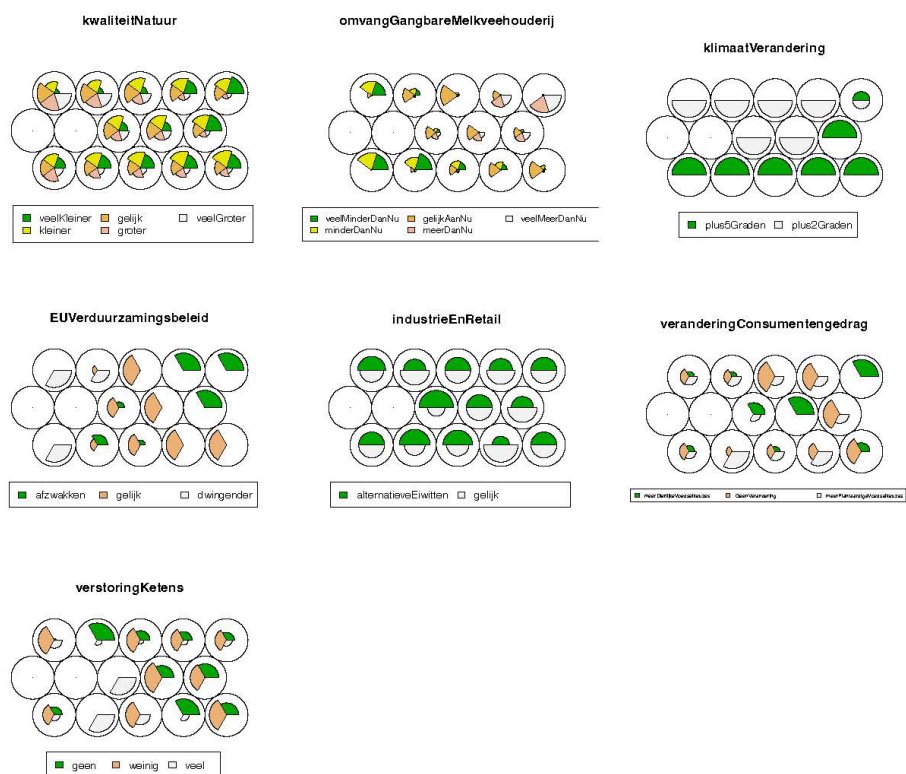 kwaliteitNatuur
veelKleiner gelijk veelGroter
kleiner groter
omvangGangbareMelkveehouderij
veelMinderDanNu gelijkAanNu veelMeerDanNu
minderDanNu meerDanNu
klimaatVerandering
plus5Graden plus2Graden
EUVerduurzamingsbeleid
afzwakken gelijk dwingender
industrieEnRetail
alternatieveEiwitten gelijk
veranderingConsumentengedrag
GeenVerandering
verstoringKetens
geen weinig veel